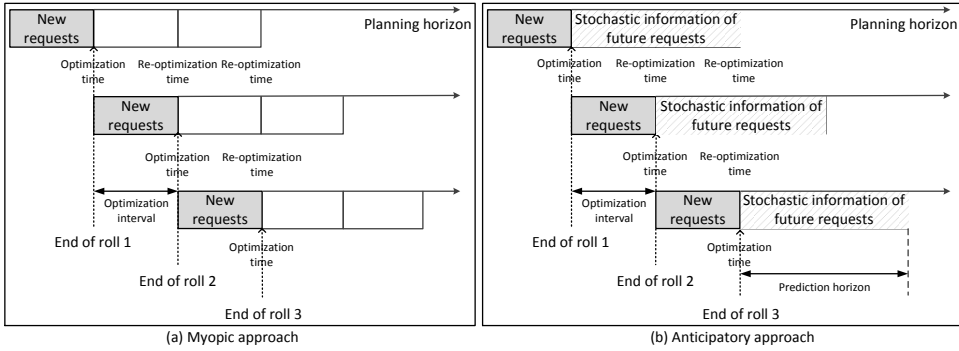 New
requests
Planning horizon
Optimization
time
Re-optimization
time
Re-optimization
time
New
requests
Optimization
time
Re-optimization
time
Optimization
interval
New
requests
End of roll 1
Optimization
time
End of roll 2
End of roll 3
(a) Myopic approach
New
requests
Stochastic information of
future requests
Planning horizon
Optimization
time
Re-optimization
time
Re-optimization
time
New
requests
Stochastic information of
future requests
Optimization
time
Re-optimization
time
Optimization
interval
New
requests
Stochastic information of
future requests
End of roll 1
Optimization
time
End of roll 2
Prediction horizon
End of roll 3
(b) Anticipatory approach